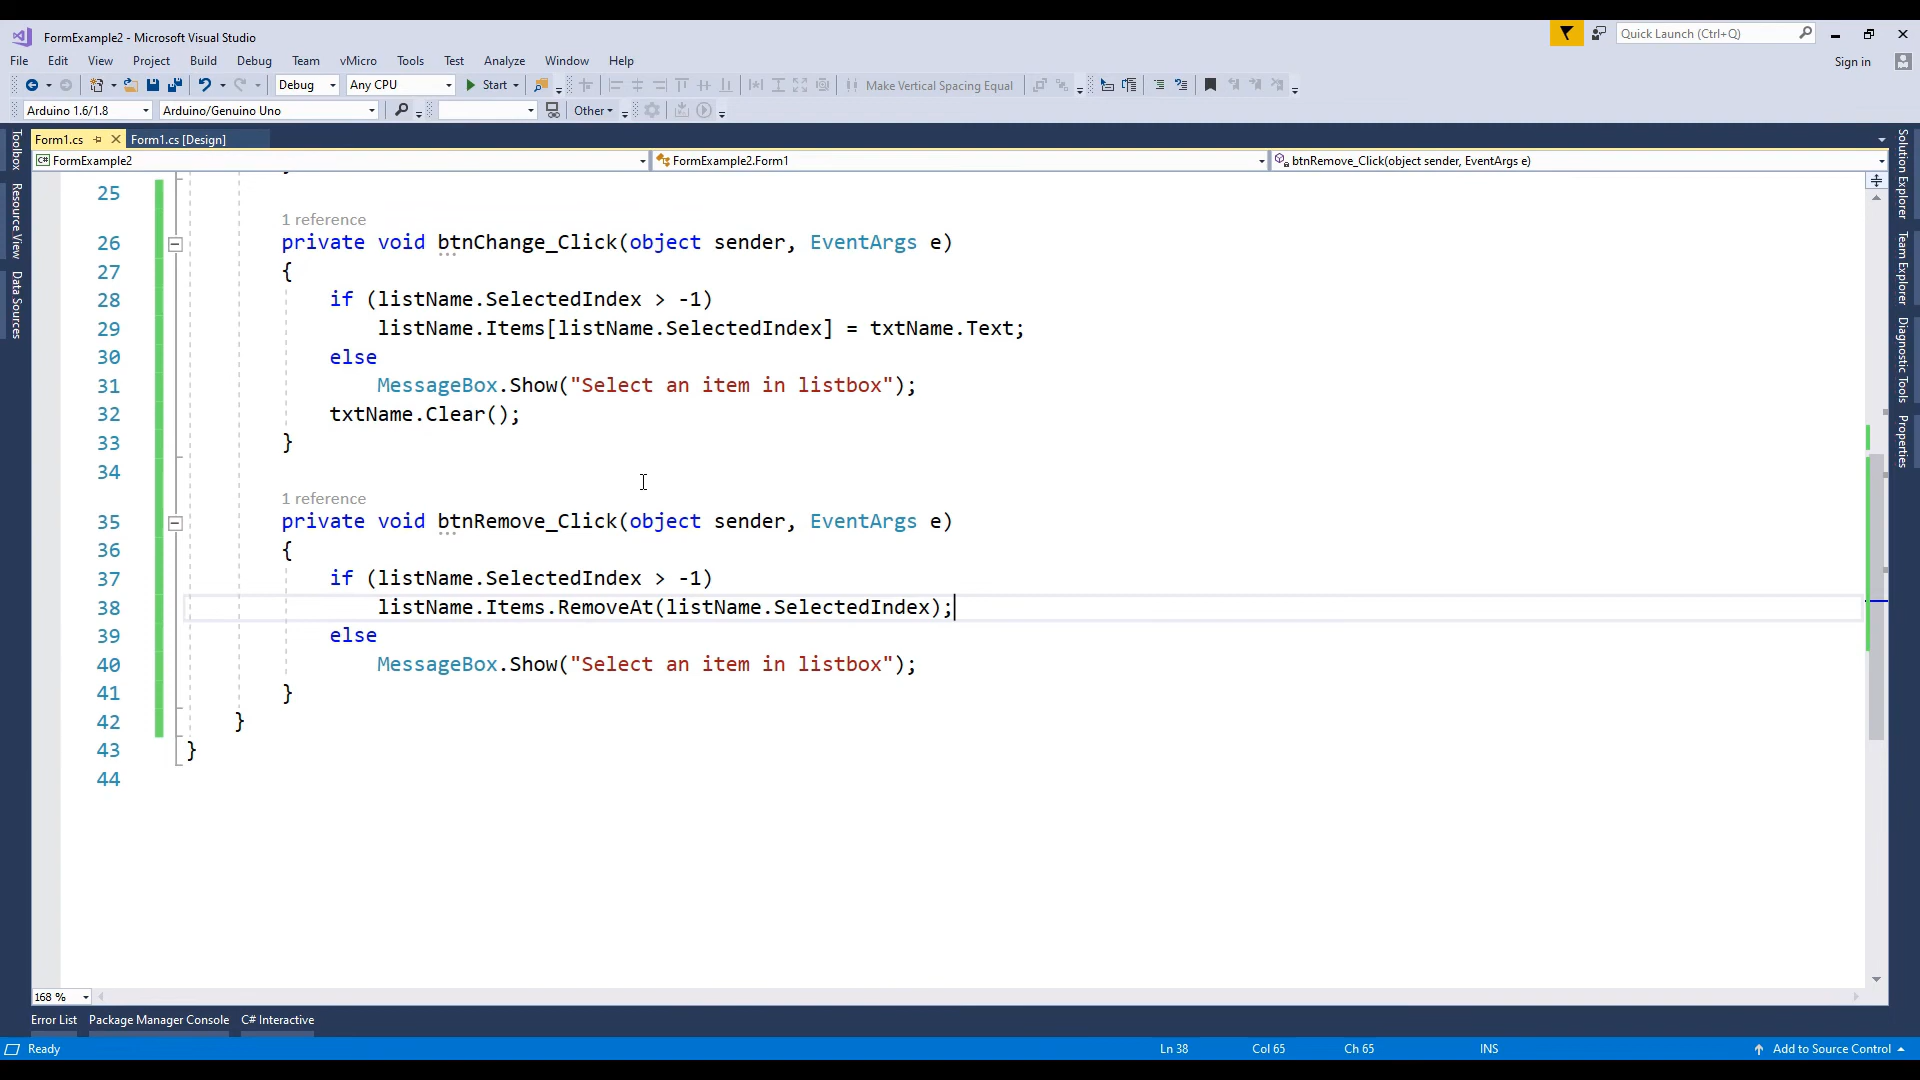 FormExample2 - Microsoft Visual Studio
Quick Launch (Ctrl+Q)
File Edit View Project Build Debug Team vMicro Tools Test Analyze Window Help
Sign in
Debug Any CPU Start Make Vertical Spacing Equal
Arduino 1.6/1.8 Arduino/Genuino Uno Other
Form1.cs Form1.cs [Design]
C# FormExample2 FormExample2.Form1 btnRemove_Click(object sender, EventArgs e)
Toolbox
Resource View
Data Sources
25
1 reference
26 private void btnChange_Click(object sender, EventArgs e)
27 {
28 if (listName.SelectedIndex > -1)
29 listName.Items[listName.SelectedIndex] = txtName.Text;
30 else
31 MessageBox.Show("Select an item in listbox");
32 txtName.Clear();
33 }
34
1 reference
35 private void btnRemove_Click(object sender, EventArgs e)
36 {
37 if (listName.SelectedIndex > -1)
38 listName.Items.RemoveAt(listName.SelectedIndex);
39 else
40 MessageBox.Show("Select an item in listbox");
41 }
42 }
43 }
44
Solution Explorer
Team Explorer
Diagnostic Tools
Properties
168 %
Error List Package Manager Console C# Interactive
Ready Ln 38 Col 65 Ch 65 INS Add to Source Control